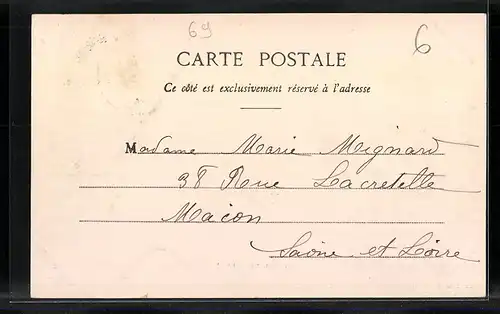 69
6
CARTE POSTALE
Ce côté est exclusivement réservé à l'adresse
Madame Marie Mignard
38 Rue Lacretelle
Macon
Saône et Loire